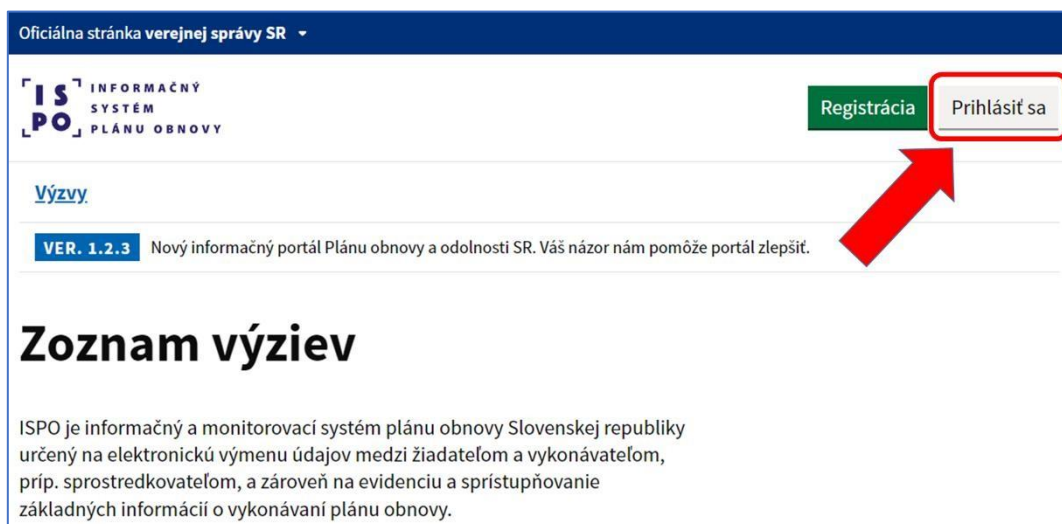 Oficiálna stránka verejnej správy SR
IS INFORMAČNÝ
SYSTÉM
PO PLÁNU OBNOVY
Registrácia
Prihlásiť sa
Výzvy
VER. 1.2.3 Nový informačný portál Plánu obnovy a odolnosti SR. Váš názor nám pomôže portál zlepšiť.
Zoznam výziev
ISPO je informačný a monitorovací systém plánu obnovy Slovenskej republiky
určený na elektronickú výmenu údajov medzi žiadateľom a vykonávateľom,
príp. sprostredkovateľom, a zároveň na evidenciu a sprístupňovanie
základných informácií o vykonávaní plánu obnovy.